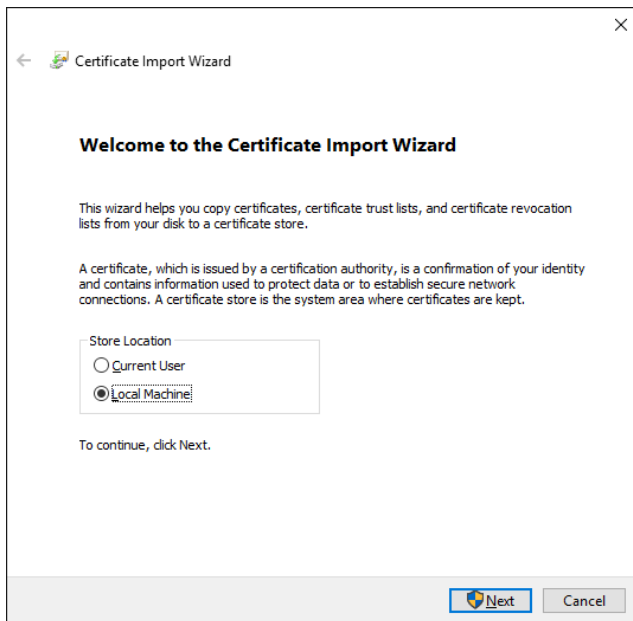 Certificate Import Wizard
Welcome to the Certificate Import Wizard
This wizard helps you copy certificates, certificate trust lists, and certificate revocation
lists from your disk to a certificate store.
A certificate, which is issued by a certification authority, is a confirmation of your identity
and contains information used to protect data or to establish secure network
connections. A certificate store is the system area where certificates are kept.
Store Location
Current User
Local Machine
To continue, click Next.
Next
Cancel